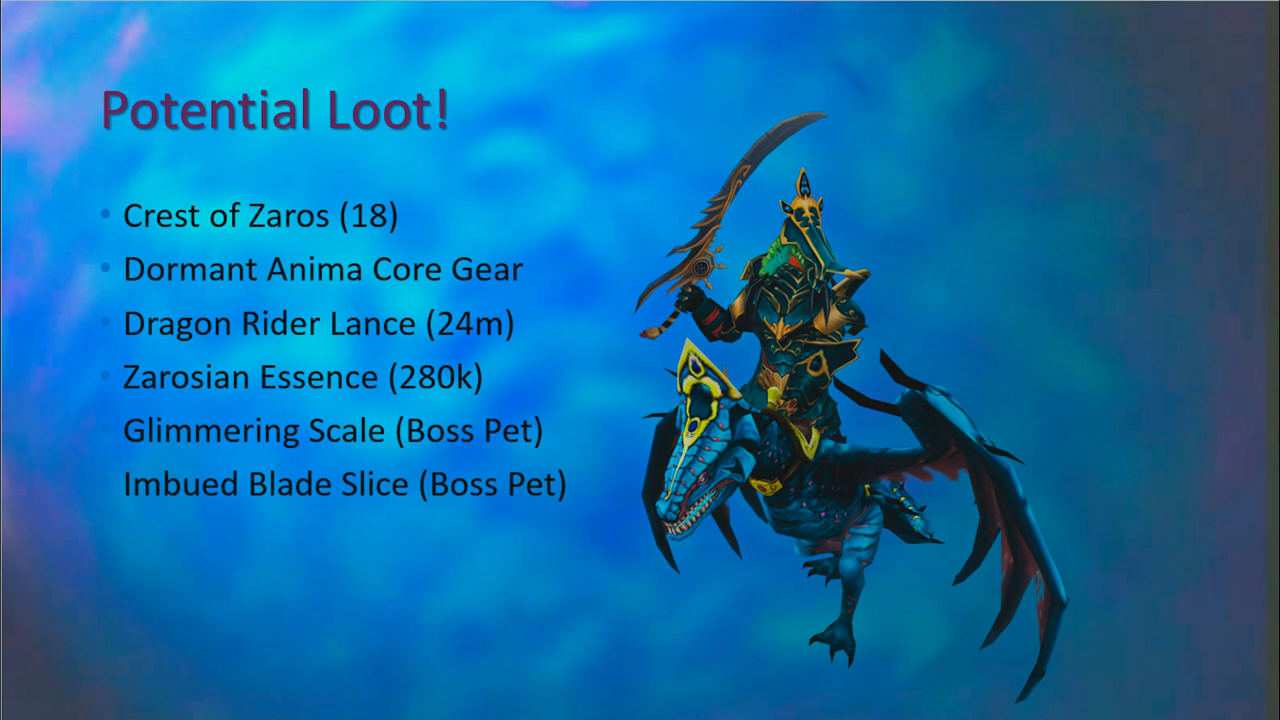 Potential Loot!
Crest of Zaros (18)
Dormant Anima Core Gear
Dragon Rider Lance (24m)
Zarosian Essence (280k)
Glimmering Scale (Boss Pet)
Imbued Blade Slice (Boss Pet)